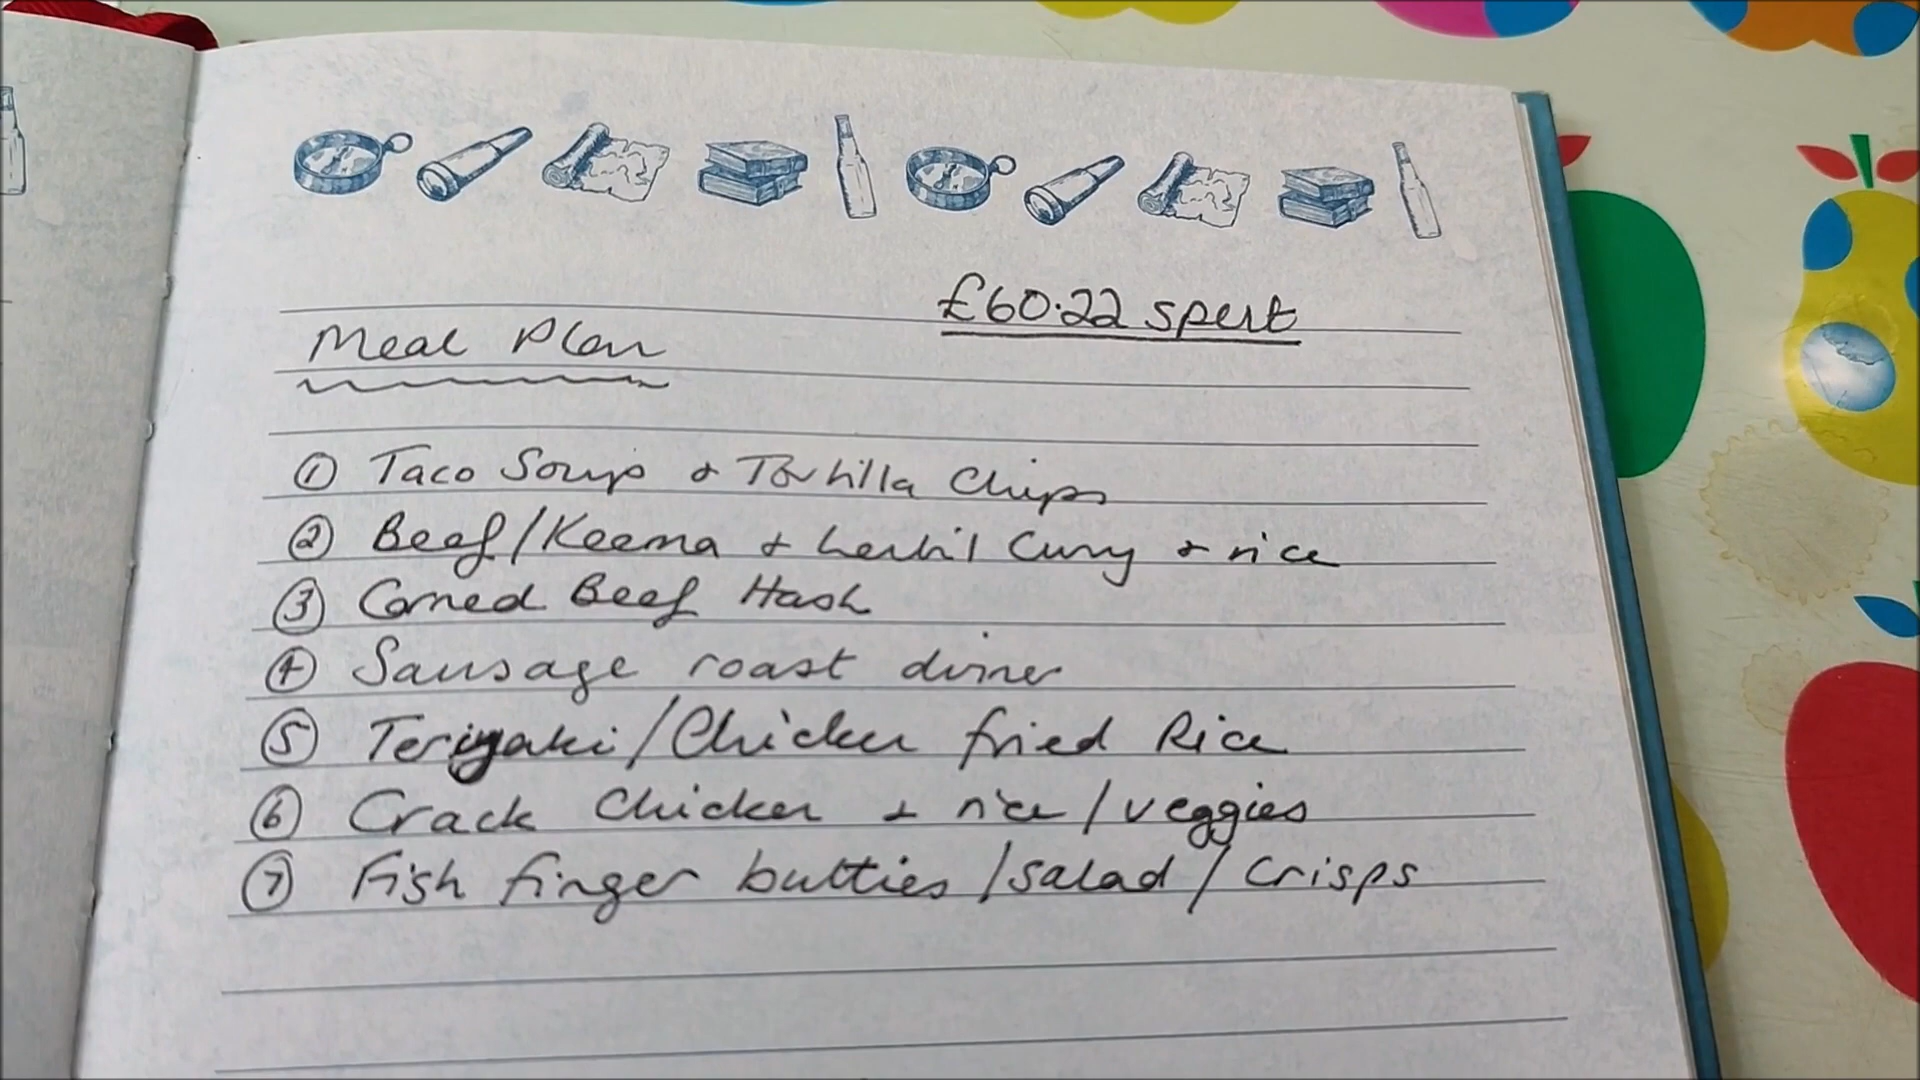 £60.22 spent
Meal Plan
① Taco Soup & Tortilla Chips
② Beef/Keema & Lentil Curry & rice
③ Corned Beef Hash
④ Sausage roast dinner
⑤ Teriyaki/Chicken fried Rice
⑥ Crack Chicken & rice/veggies
⑦ Fish finger butties/salad/crisps